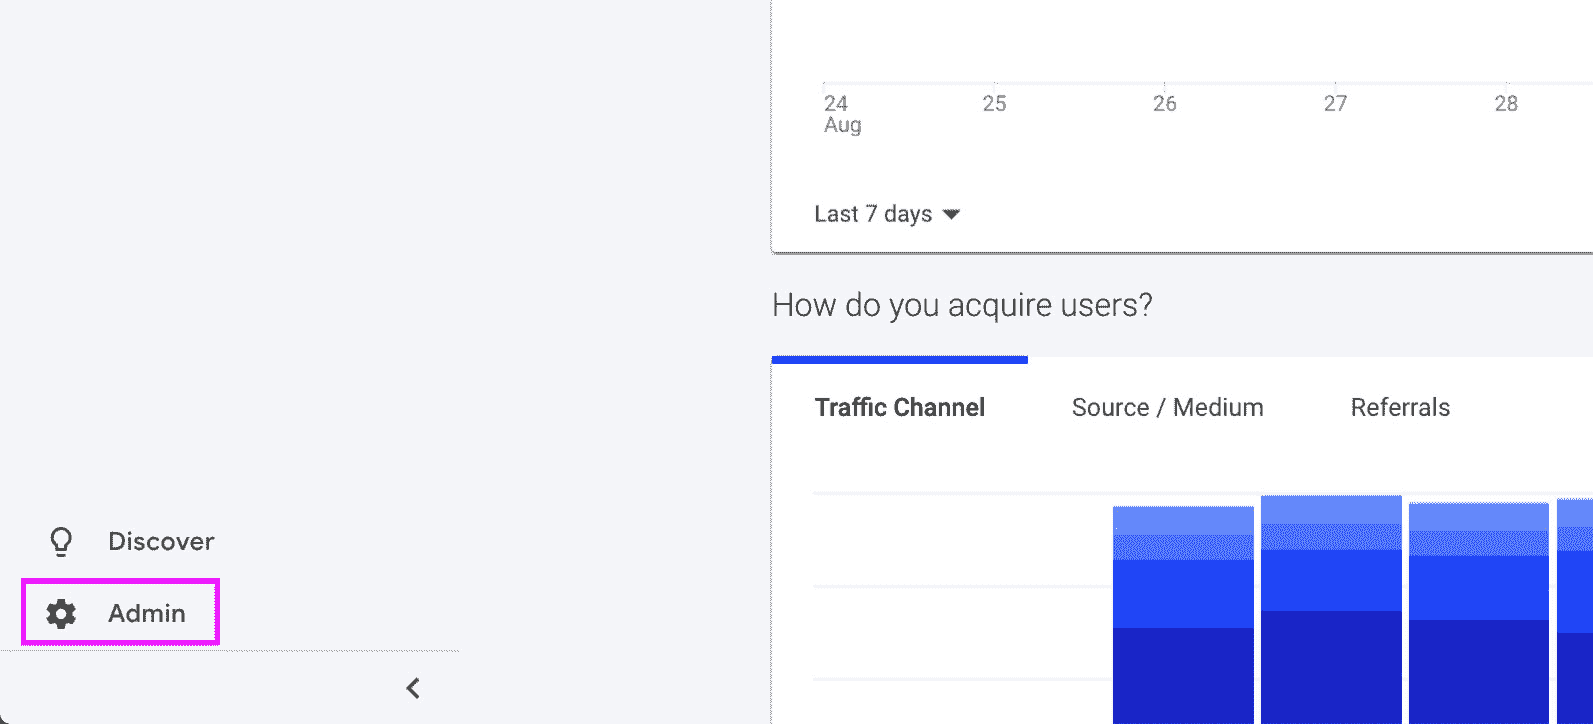 24 25 26 27 28
Aug
Last 7 days
How do you acquire users?
Traffic Channel Source / Medium Referrals
Discover
Admin